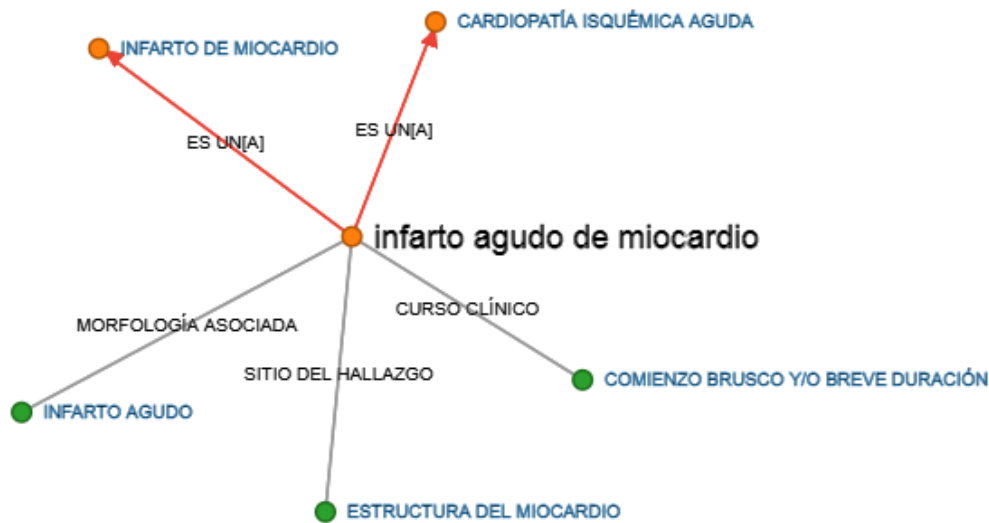 CARDIOPATÍA ISQUÉMICA AGUDA
INFARTO DE MIOCARDIO
ES UN[A]
ES UN[A]
infarto agudo de miocardio
CURSO CLÍNICO
MORFOLOGÍA ASOCIADA
SITIO DEL HALLAZGO
COMIENZO BRUSCO Y/O BREVE DURACIÓN
INFARTO AGUDO
ESTRUCTURA DEL MIOCARDIO